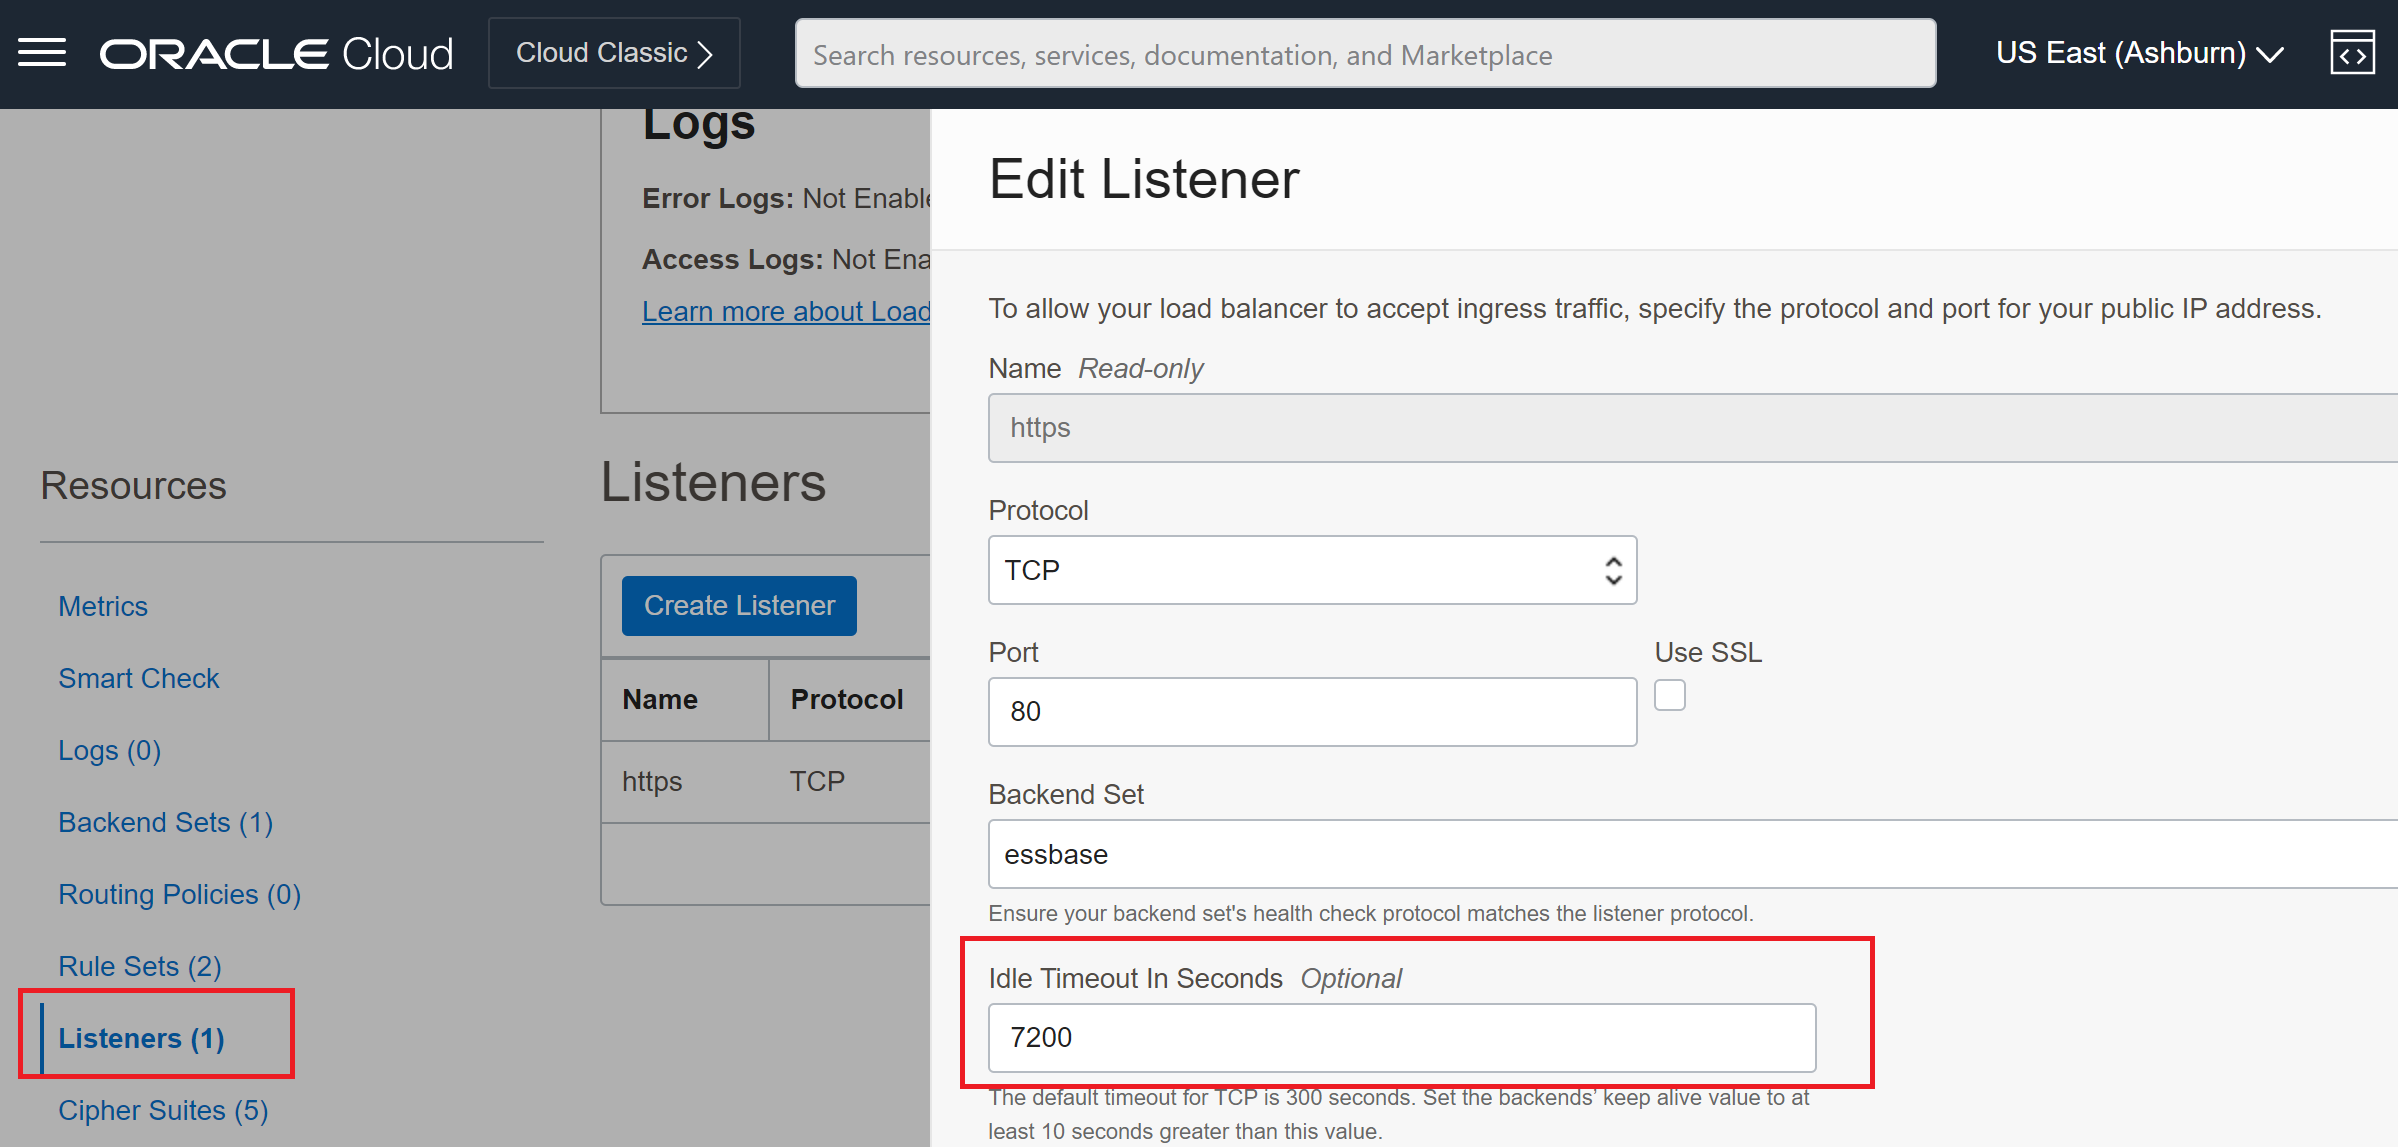 ORACLE Cloud
Cloud Classic
Search resources, services, documentation, and Marketplace
US East (Ashburn)
Logs
Error Logs: Not Enable
Access Logs: Not Ena
Learn more about Load
Resources
Metrics
Smart Check
Logs (0)
Backend Sets (1)
Routing Policies (0)
Rule Sets (2)
Listeners (1)
Cipher Suites (5)
Listeners
Create Listener
Name Protocol
https TCP
Edit Listener
To allow your load balancer to accept ingress traffic, specify the protocol and port for your public IP address.
Name Read-only
https
Protocol
TCP
Port Use SSL
80
Backend Set
essbase
Ensure your backend set's health check protocol matches the listener protocol.
Idle Timeout In Seconds Optional
7200
The default timeout for TCP is 300 seconds. Set the backends’ keep alive value to at
least 10 seconds greater than this value.